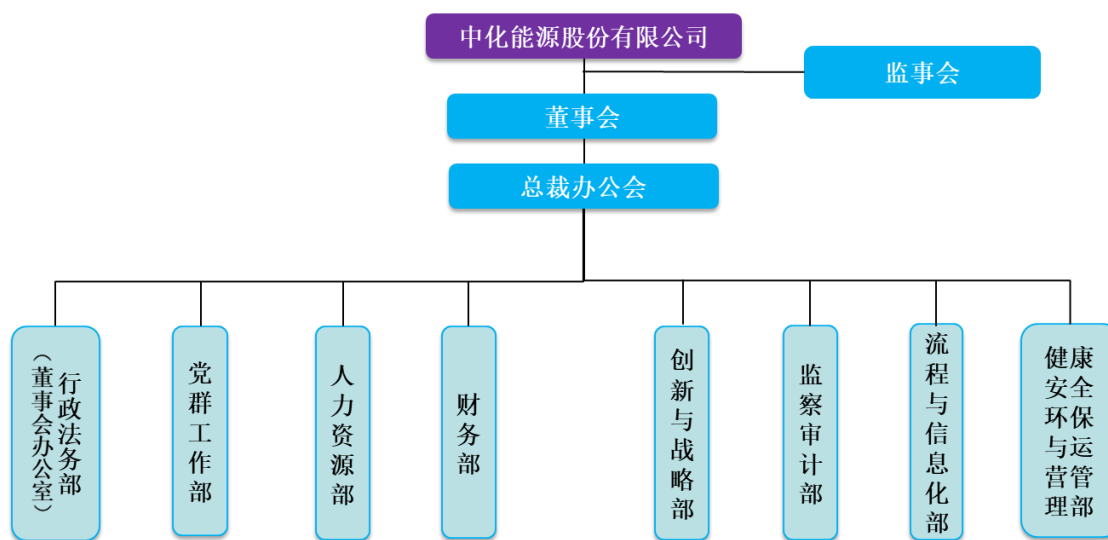 中化能源股份有限公司
监事会
董事会
总裁办公会
行政法务部
（董事会办公室）
党群工作部
人力资源部
财务部
创新与战略部
监察审计部
流程与信息化部
健康
安全
环保
与运
营管
理部